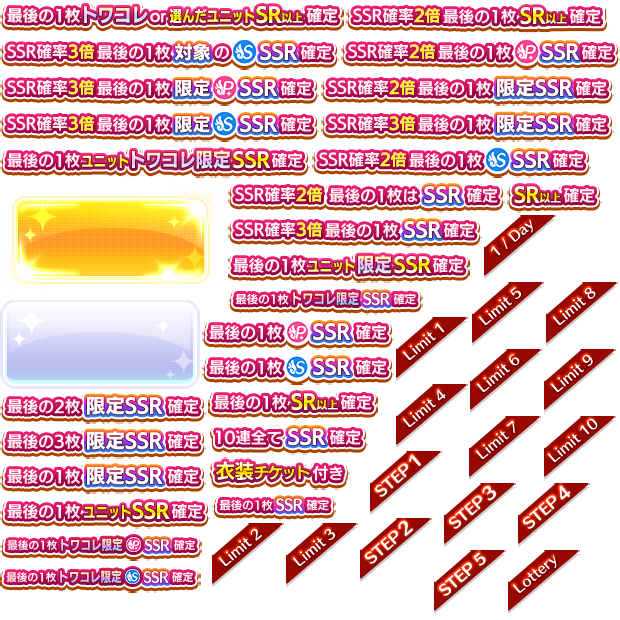 最後の1枚トワコレor選んだユニットSR以上確定
SSR確率2倍 最後の1枚SR以上確定
SSR確率3倍 最後の1枚 対象のS SSR確定
SSR確率2倍 最後の1枚P SSR確定
SSR確率3倍 最後の1枚 限定P SSR確定
SSR確率2倍 最後の1枚 限定SSR確定
SSR確率3倍 最後の1枚 限定S SSR確定
SSR確率3倍 最後の1枚 限定SSR確定
最後の1枚ユニットトワコレ限定SSR確定
SSR確率2倍 最後の1枚S SSR確定
SSR確率2倍 最後の1枚は SSR確定
SR以上確定
SSR確率3倍 最後の1枚 SSR確定
1 / Day
最後の1枚ユニット限定SSR確定
最後の1枚トワコレ限定 SSR 確定
Limit 5
Limit 8
最後の1枚P SSR確定
Limit 1
最後の1枚S SSR確定
Limit 6
Limit 9
最後の2枚 限定SSR確定
最後の1枚SR以上確定
Limit 4
最後の3枚 限定SSR確定
10連全て SSR確定
Limit 7
Limit 10
最後の1枚 限定SSR確定
衣装チケット付き
STEP 1
最後の1枚ユニットSSR確定
最後の1枚SSR確定
STEP 3
STEP 4
最後の1枚トワコレ限定P SSR確定
Limit 2
Limit 3
STEP 2
最後の1枚トワコレ限定S SSR確定
STEP 5
Lottery